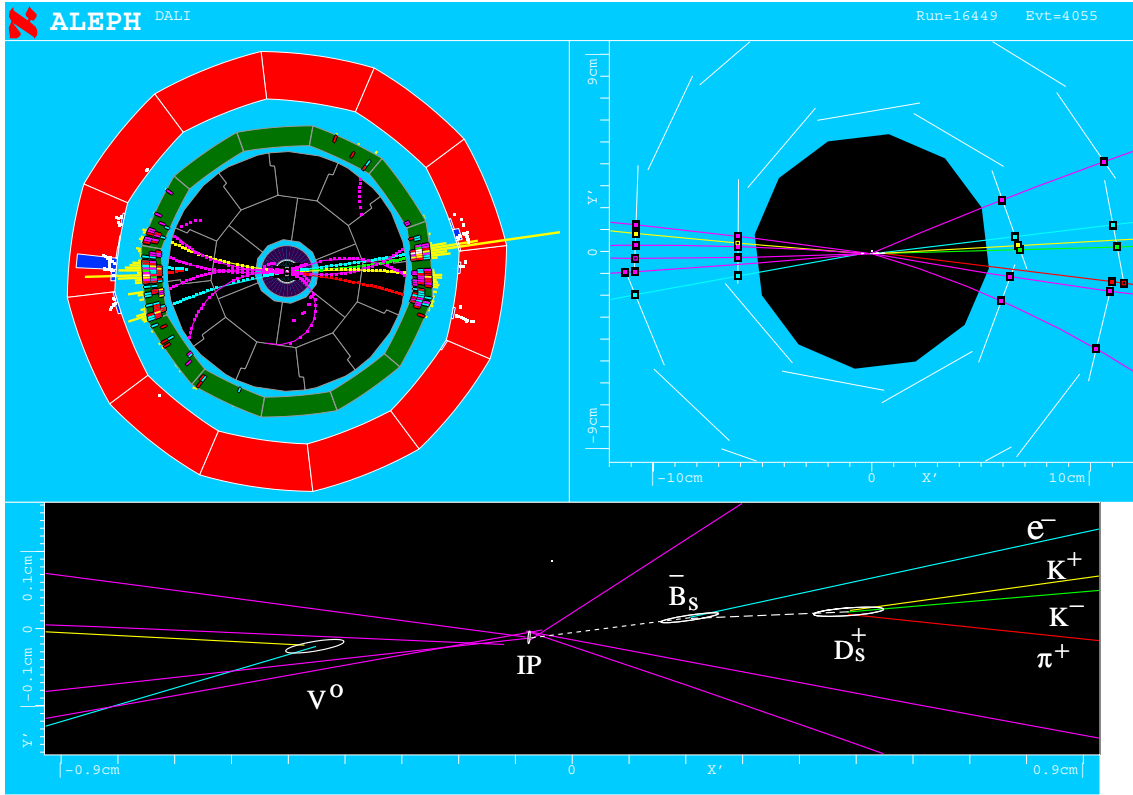 ALEPH DALI Run=16449 Evt=4055
9cm
Y'
0
-9cm
-10cm 0 X' 10cm
0.1cm
0
-0.1cm
Y'
e⁻
K⁺
B̄s
K⁻
Ds⁺
π⁺
IP
V⁰
-0.9cm 0 X' 0.9cm